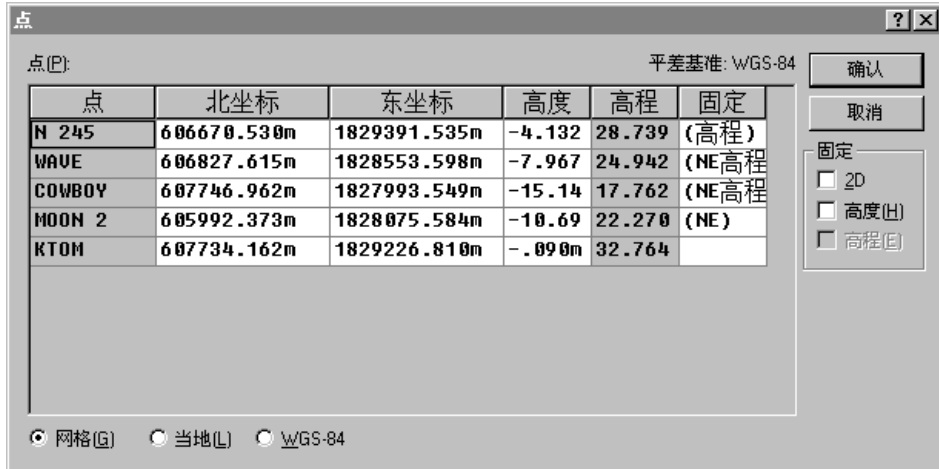 点
点(P):
平差基准: WGS-84
点 北坐标 东坐标 高度 高程 固定
N 245 606670.530m 1829391.535m -4.132 28.739 (高程)
WAVE 606827.615m 1828553.598m -7.967 24.942 (NE高程
COWBOY 607746.962m 1827993.549m -15.14 17.762 (NE高程
MOON 2 605992.373m 1828075.584m -10.69 22.270 (NE)
KTOM 607734.162m 1829226.810m -.090m 32.764
网格(G) 当地(L) WGS-84
确认
取消
固定
2D
高度(H)
高程(E)